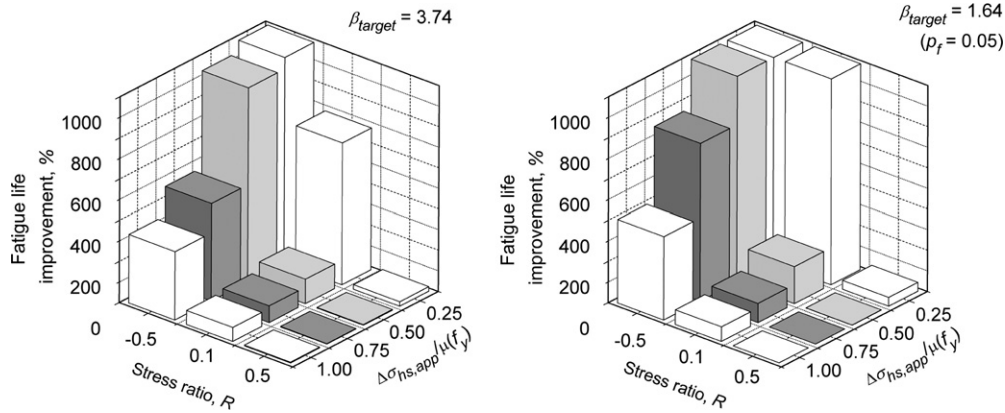 β_target = 3.74
Fatigue life
improvement, %
1000
800
600
400
200
0
-0.5
0.1
0.5
Stress ratio, R
0.25
0.50
0.75
1.00
Δσ_hs,app/μ(f_y)
β_target = 1.64
(p_f = 0.05)
Fatigue life
improvement, %
1000
800
600
400
200
0
-0.5
0.1
0.5
Stress ratio, R
0.25
0.50
0.75
1.00
Δσ_hs,app/μ(f_y)